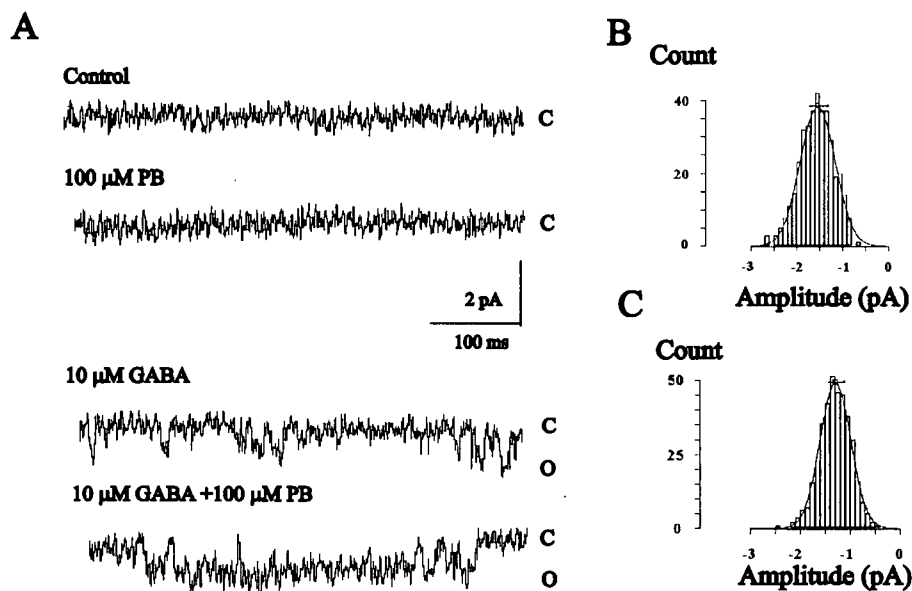 A
Control
C
100 μM PB
C
2 pA
100 ms
10 μM GABA
C
O
10 μM GABA +100 μM PB
C
O
B
Count
40
20
0
-3 -2 -1 0
Amplitude (pA)
C
Count
50
25
0
-3 -2 -1 0
Amplitude (pA)